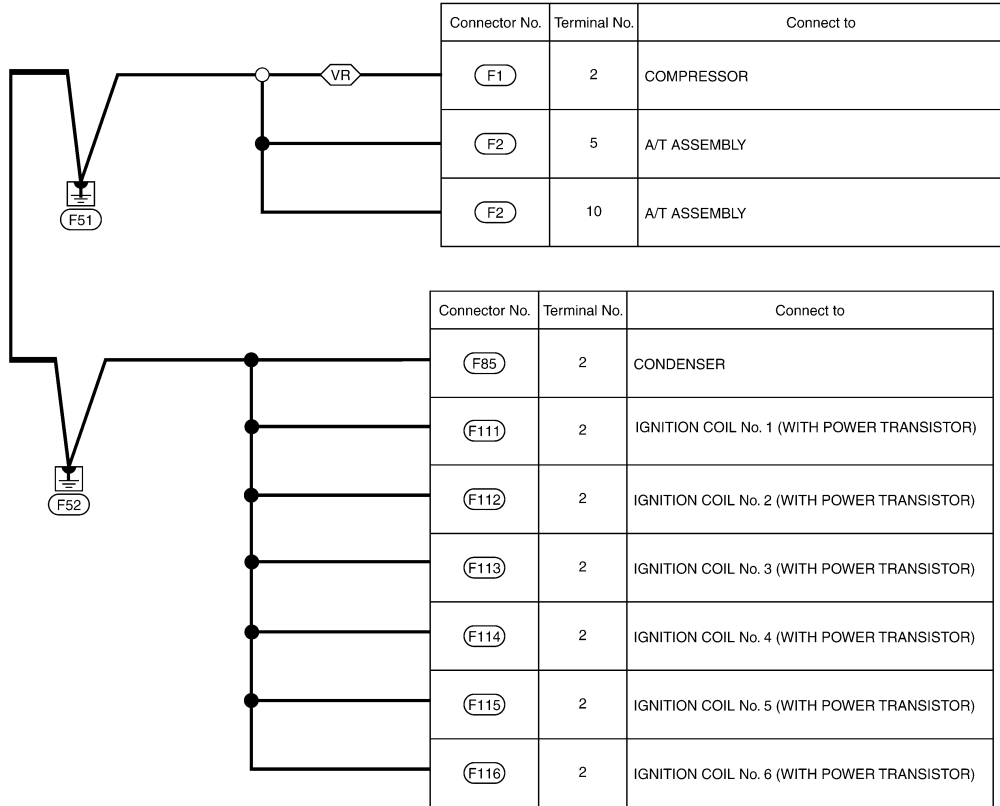 Connector No. Terminal No. Connect to
VR F1 2 COMPRESSOR
F2 5 A/T ASSEMBLY
F2 10 A/T ASSEMBLY
F51
Connector No. Terminal No. Connect to
F85 2 CONDENSER
F111 2 IGNITION COIL No. 1 (WITH POWER TRANSISTOR)
F112 2 IGNITION COIL No. 2 (WITH POWER TRANSISTOR)
F52
F113 2 IGNITION COIL No. 3 (WITH POWER TRANSISTOR)
F114 2 IGNITION COIL No. 4 (WITH POWER TRANSISTOR)
F115 2 IGNITION COIL No. 5 (WITH POWER TRANSISTOR)
F116 2 IGNITION COIL No. 6 (WITH POWER TRANSISTOR)